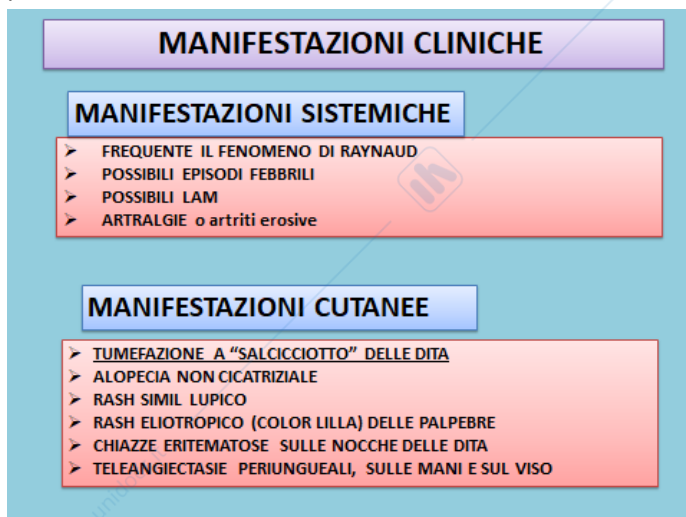 MANIFESTAZIONI CLINICHE
MANIFESTAZIONI SISTEMICHE
➢ FREQUENTE IL FENOMENO DI RAYNAUD
➢ POSSIBILI EPISODI FEBBRILI
➢ POSSIBILI LAM
➢ ARTRALGIE o artriti erosive
MANIFESTAZIONI CUTANEE
➢ TUMEFAZIONE A “SALCICCIOTTO” DELLE DITA
➢ ALOPECIA NON CICATRIZIALE
➢ RASH SIMIL LUPICO
➢ RASH ELIOTROPICO (COLOR LILLA) DELLE PALPEBRE
➢ CHIAZZE ERITEMATOSE SULLE NOCCHE DELLE DITA
➢ TELEANGIECTASIE PERIUNGUEALI, SULLE MANI E SUL VISO